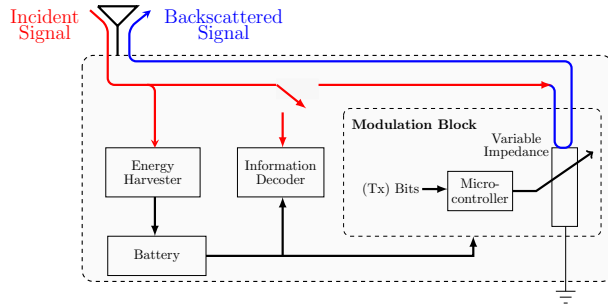 Incident
Signal
Backscattered
Signal
Modulation Block
Variable
Impedance
Energy
Harvester
Information
Decoder
(Tx) Bits
Micro-
controller
Battery